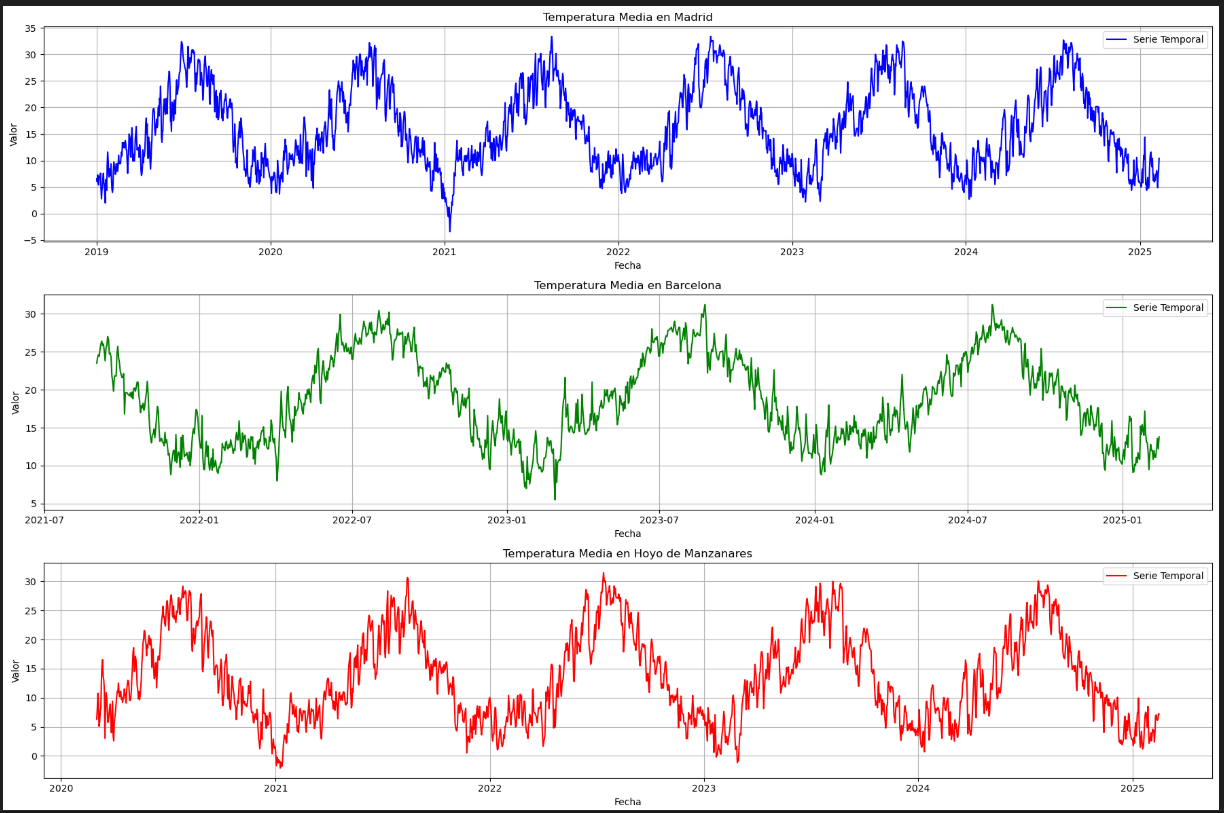 Temperatura Media en Madrid
35
30
25
20
15
10
5
0
−5
Valor
Serie Temporal
2019 2020 2021 2022 2023 2024 2025
Fecha
Temperatura Media en Barcelona
30
25
20
15
10
5
Valor
Serie Temporal
2021-07 2022-01 2022-07 2023-01 2023-07 2024-01 2024-07 2025-01
Fecha
Temperatura Media en Hoyo de Manzanares
30
25
20
15
10
5
0
Valor
Serie Temporal
2020 2021 2022 2023 2024 2025
Fecha